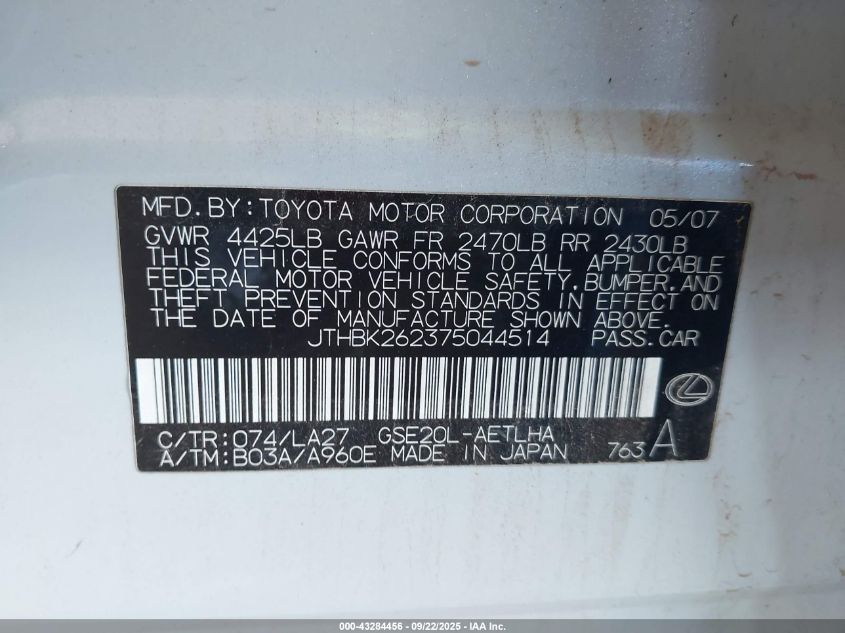 MFD.BY:TOYOTA MOTOR CORPORATION 05/07
GVWR 4425LB GAWR FR 2470LB RR 2430LB
THIS VEHICLE CONFORMS TO ALL APPLICABLE
FEDERAL MOTOR VEHICLE SAFETY,BUMPER,AND
THEFT PREVENTION STANDARDS IN EFFECT ON
THE DATE OF MANUFACTURE SHOWN ABOVE.
JTHBK262375044514 PASS.CAR
C/TR:074/LA27 GSE20L-AETLHA
A/TM:B03A/A960E MADE IN JAPAN 763A
000-43284456 - 09/22/2025 - IAA Inc.